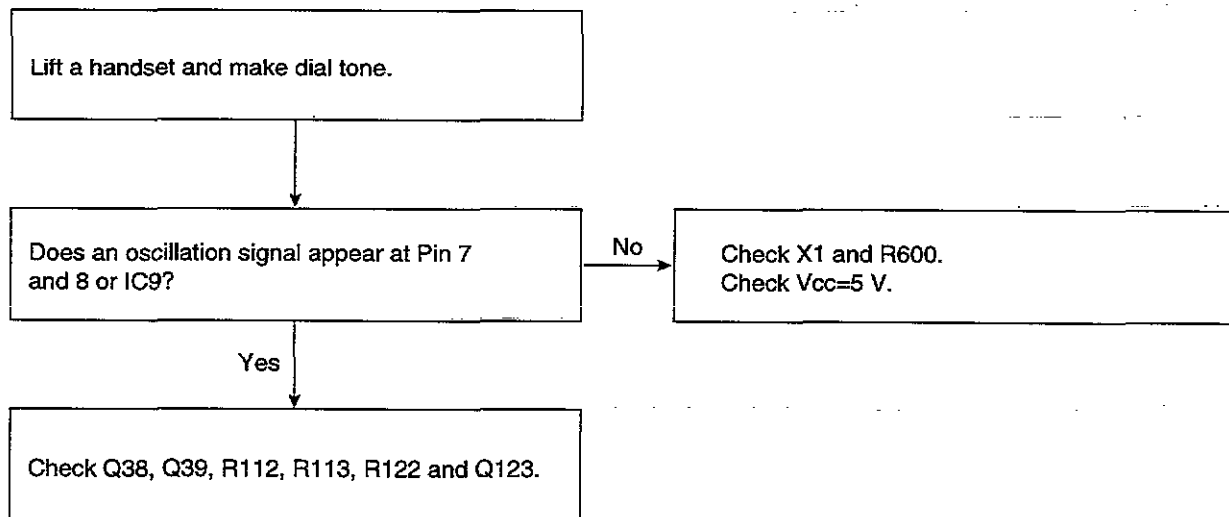 Lift a handset and make dial tone.
Does an oscillation signal appear at Pin 7
and 8 or IC9?
No
Check X1 and R600.
Check Vcc=5 V.
Yes
Check Q38, Q39, R112, R113, R122 and Q123.